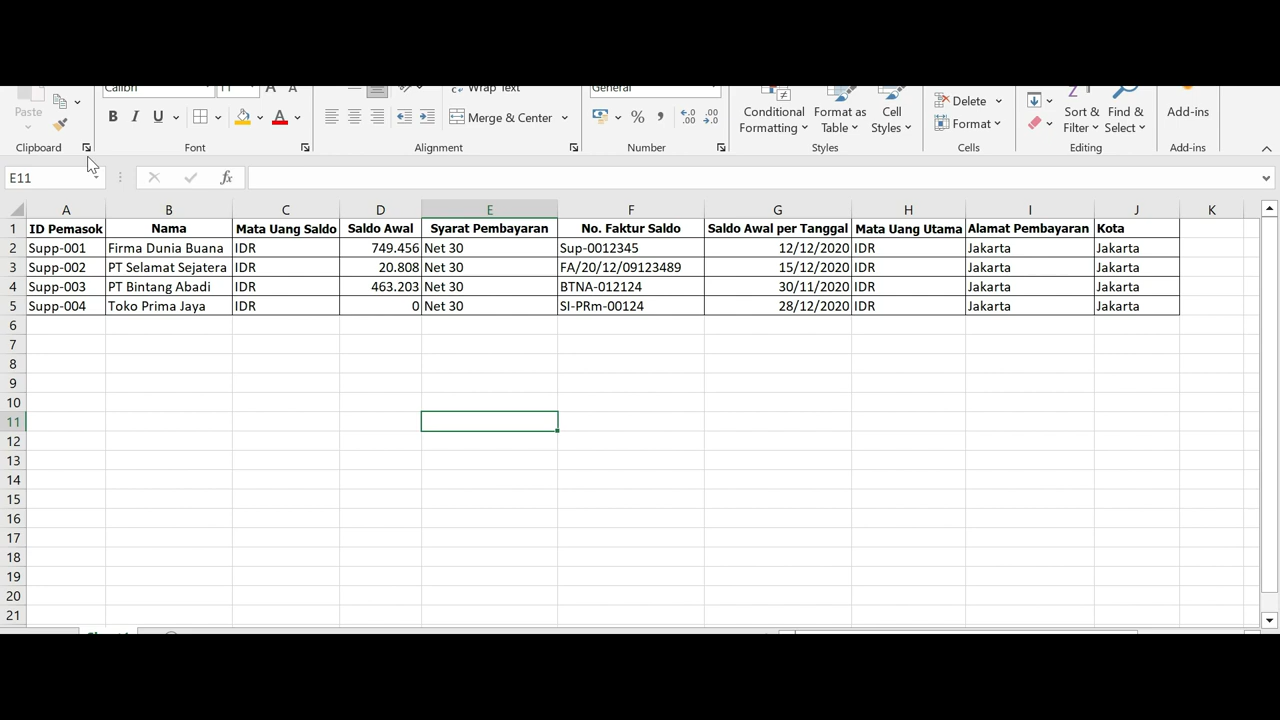 Calibri
11
Wrap Text
General
Paste
B I U
Merge & Center
%
Conditional Formatting
Format as Table
Cell Styles
Delete
Format
Sort & Filter
Find & Select
Add-ins
Clipboard
Font
Alignment
Number
Styles
Cells
Editing
Add-ins
E11
fx
A B C D E F G H I J K
1 ID Pemasok Nama Mata Uang Saldo Saldo Awal Syarat Pembayaran No. Faktur Saldo Saldo Awal per Tanggal Mata Uang Utama Alamat Pembayaran Kota
2 Supp-001 Firma Dunia Buana IDR 749.456 Net 30 Sup-0012345 12/12/2020 IDR Jakarta Jakarta
3 Supp-002 PT Selamat Sejatera IDR 20.808 Net 30 FA/20/12/09123489 15/12/2020 IDR Jakarta Jakarta
4 Supp-003 PT Bintang Abadi IDR 463.203 Net 30 BTNA-012124 30/11/2020 IDR Jakarta Jakarta
5 Supp-004 Toko Prima Jaya IDR 0 Net 30 SI-PRm-00124 28/12/2020 IDR Jakarta Jakarta
6
7
8
9
10
11
12
13
14
15
16
17
18
19
20
21